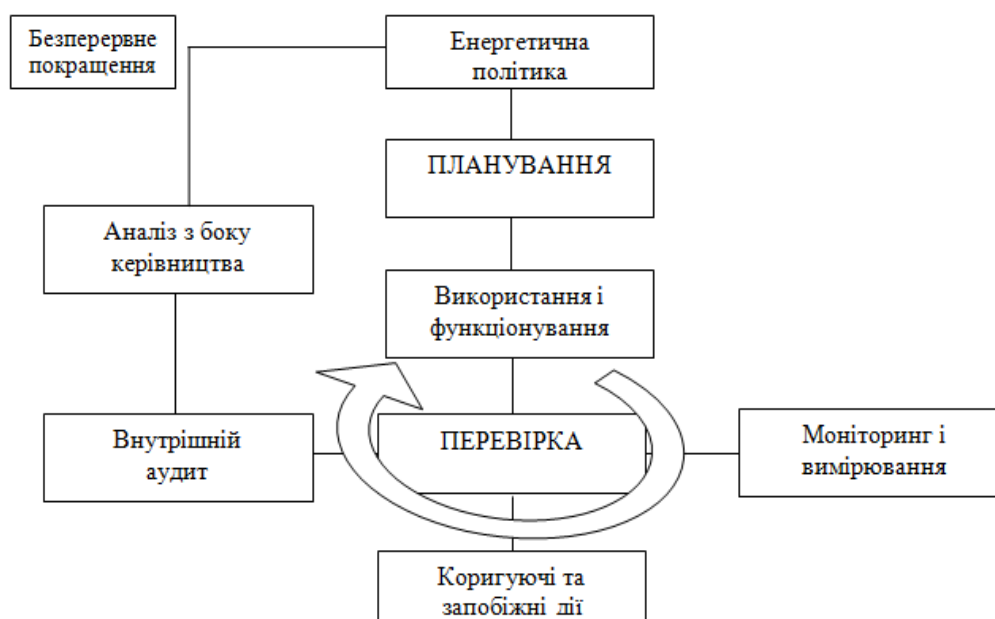 Безперервне
покращення
Енергетична
політика
ПЛАНУВАННЯ
Аналіз з боку
керівництва
Використання і
функціонування
Внутрішній
аудит
ПЕРЕВІРКА
Моніторинг і
вимірювання
Коригуючі та
запобіжні дії